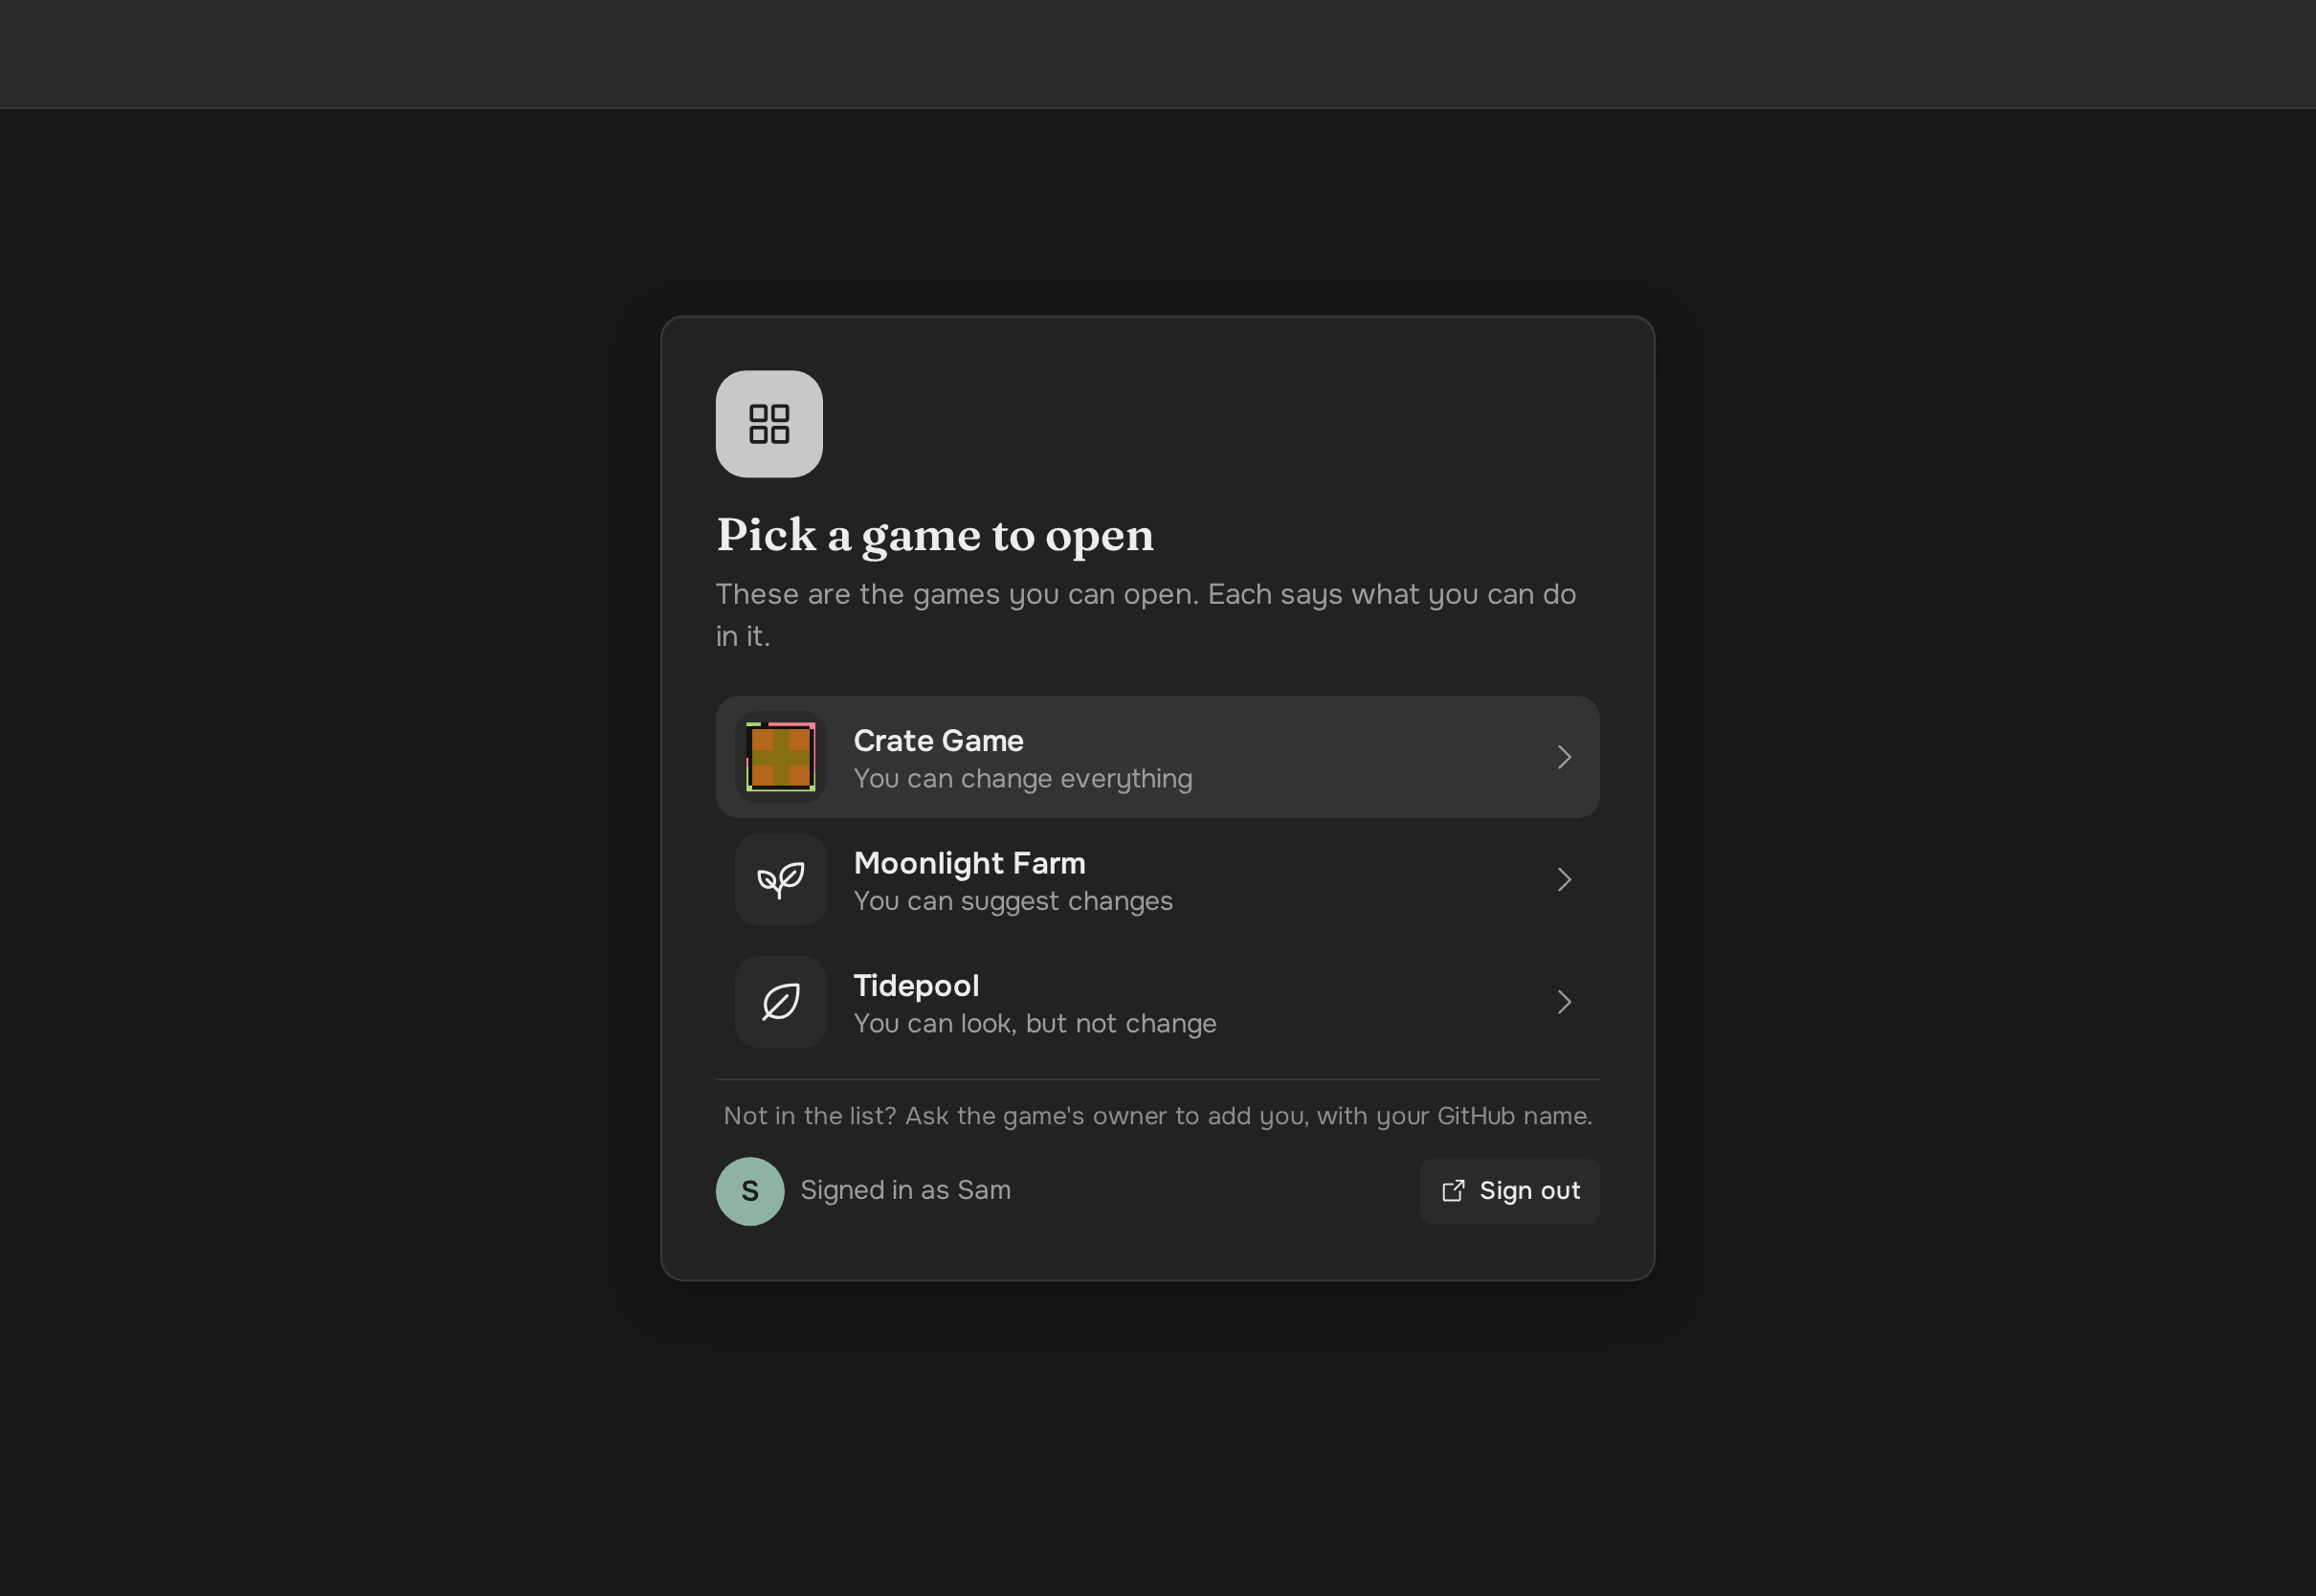 Pick a game to open
These are the games you can open. Each says what you can do
in it.
Crate Game
You can change everything
Moonlight Farm
You can suggest changes
Tidepool
You can look, but not change
Not in the list? Ask the game's owner to add you, with your GitHub name.
S
Signed in as Sam
Sign out